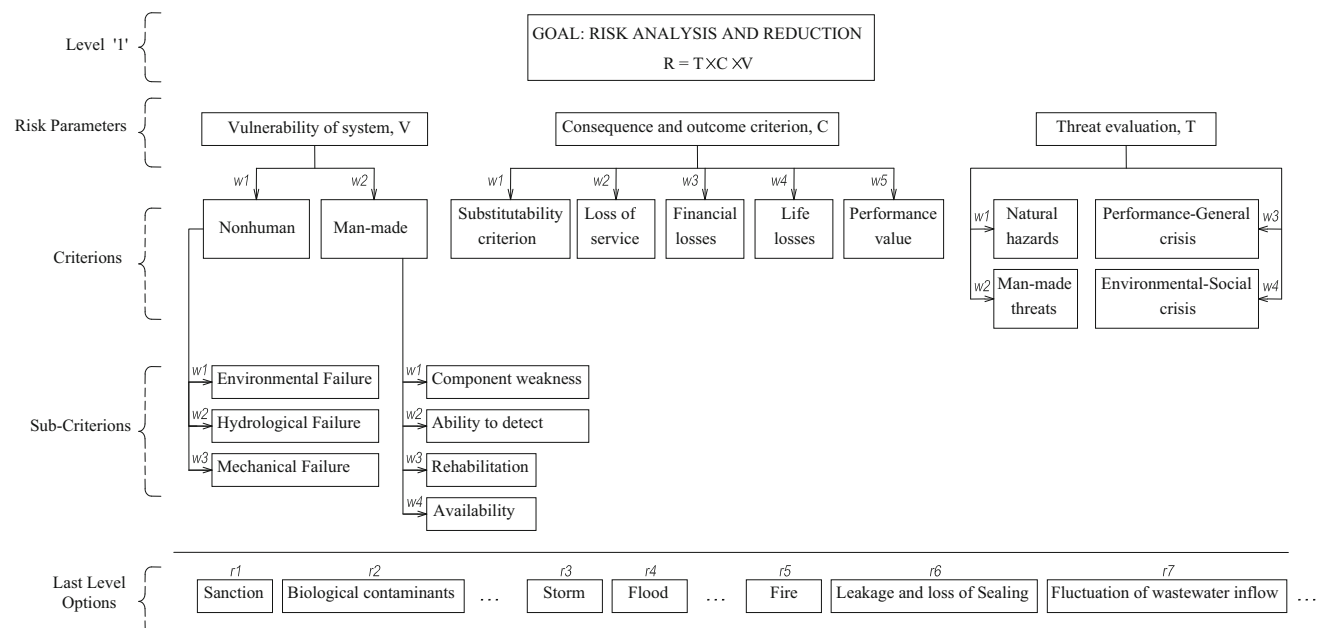 Level '1'
GOAL: RISK ANALYSIS AND REDUCTION
R = T×C×V
Risk Parameters
Vulnerability of system, V
Consequence and outcome criterion, C
Threat evaluation, T
w1
w2
w1
w2
w3
w4
w5
Criterions
Nonhuman
Man-made
Substitutability
criterion
Loss of
service
Financial
losses
Life
losses
Performance
value
w1
Natural
hazards
Performance-General
crisis
w3
w2
Man-made
threats
Environmental-Social
crisis
w4
Sub-Criterions
w1
Environmental Failure
w2
Hydrological Failure
w3
Mechanical Failure
w1
Component weakness
w2
Ability to detect
w3
Rehabilitation
w4
Availability
Last Level
Options
r1
Sanction
r2
Biological contaminants
...
r3
Storm
r4
Flood
...
r5
Fire
r6
Leakage and loss of Sealing
r7
Fluctuation of wastewater inflow
...